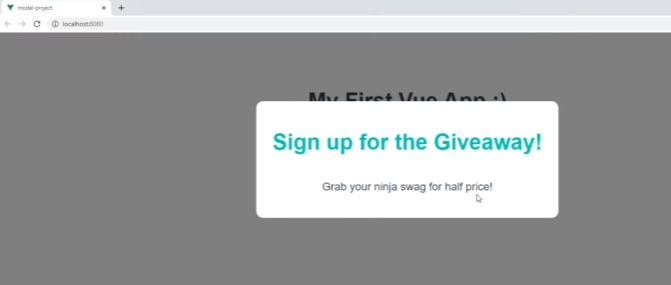 modal-project
localhost:8080
My First Vue App :)
Sign up for the Giveaway!
Grab your ninja swag for half price!